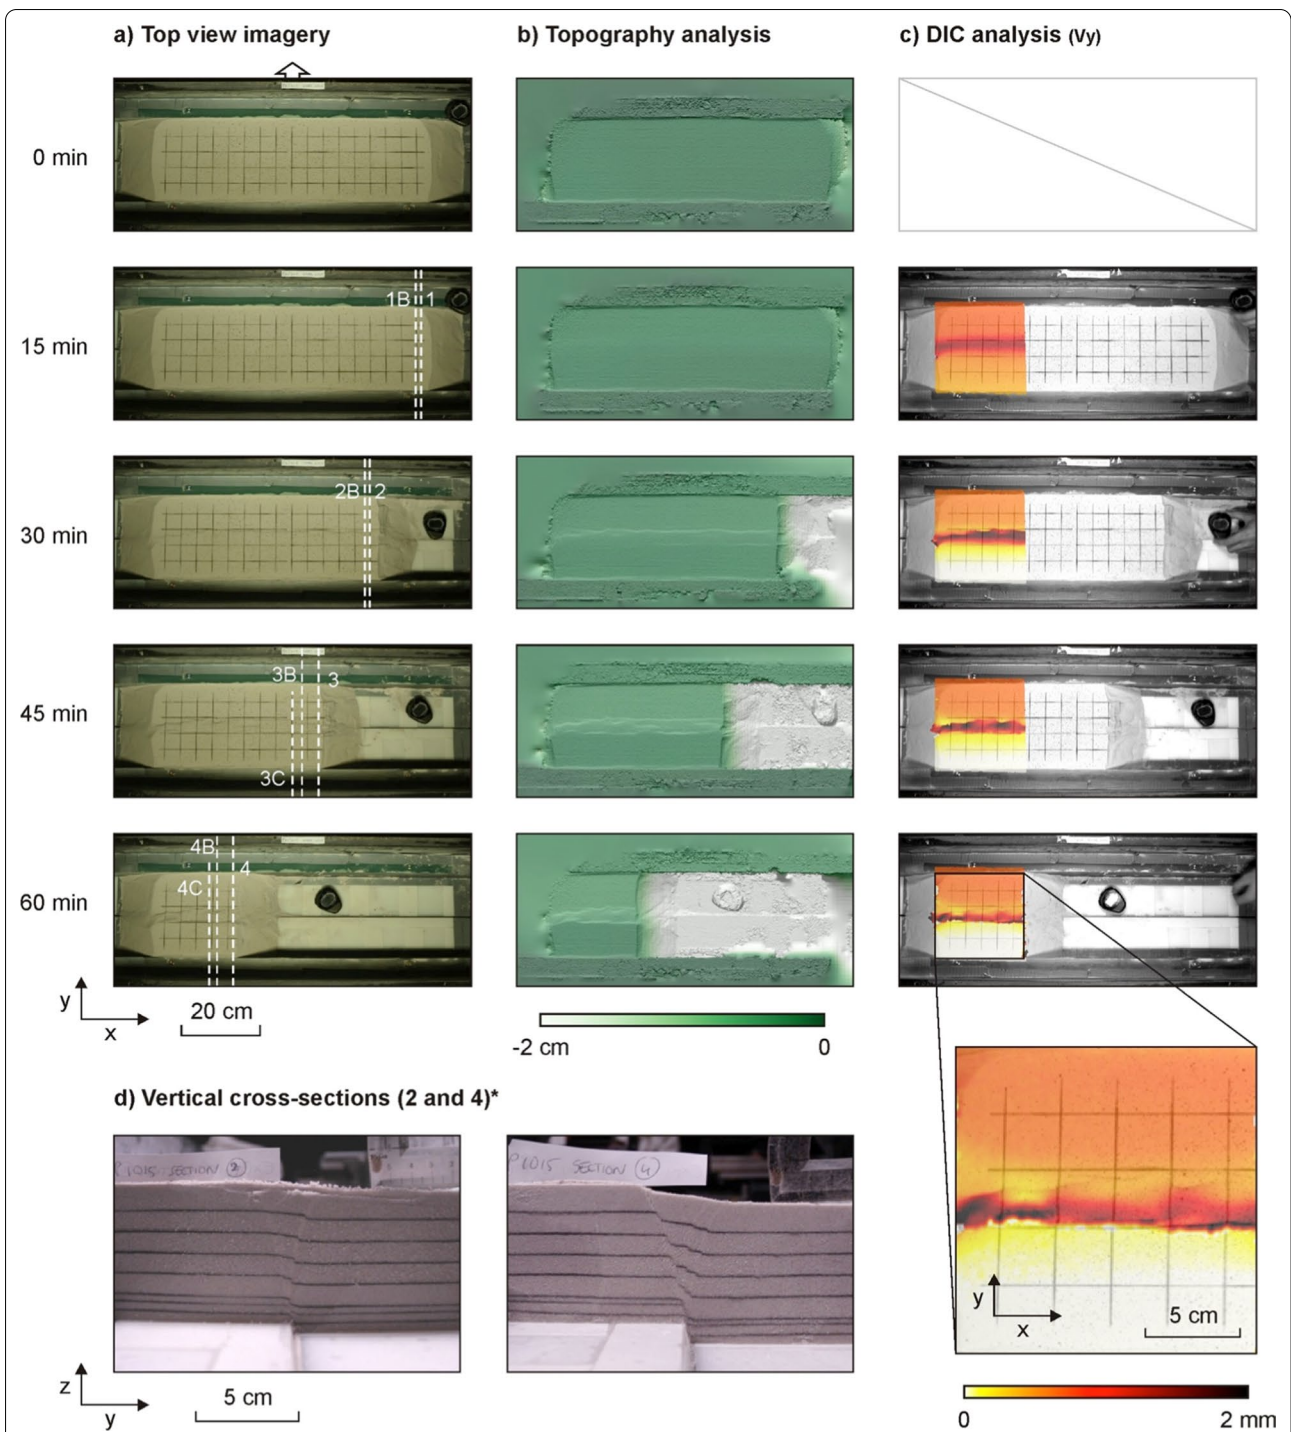 a) Top view imagery
b) Topography analysis
c) DIC analysis (Vy)
0 min
15 min
1B
1
30 min
2B
2
45 min
3B
3
3C
60 min
4B
4
4C
y
x
20 cm
-2 cm
0
d) Vertical cross-sections (2 and 4)*
SECTION 2
SECTION 4
z
y
5 cm
y
x
5 cm
0
2 mm